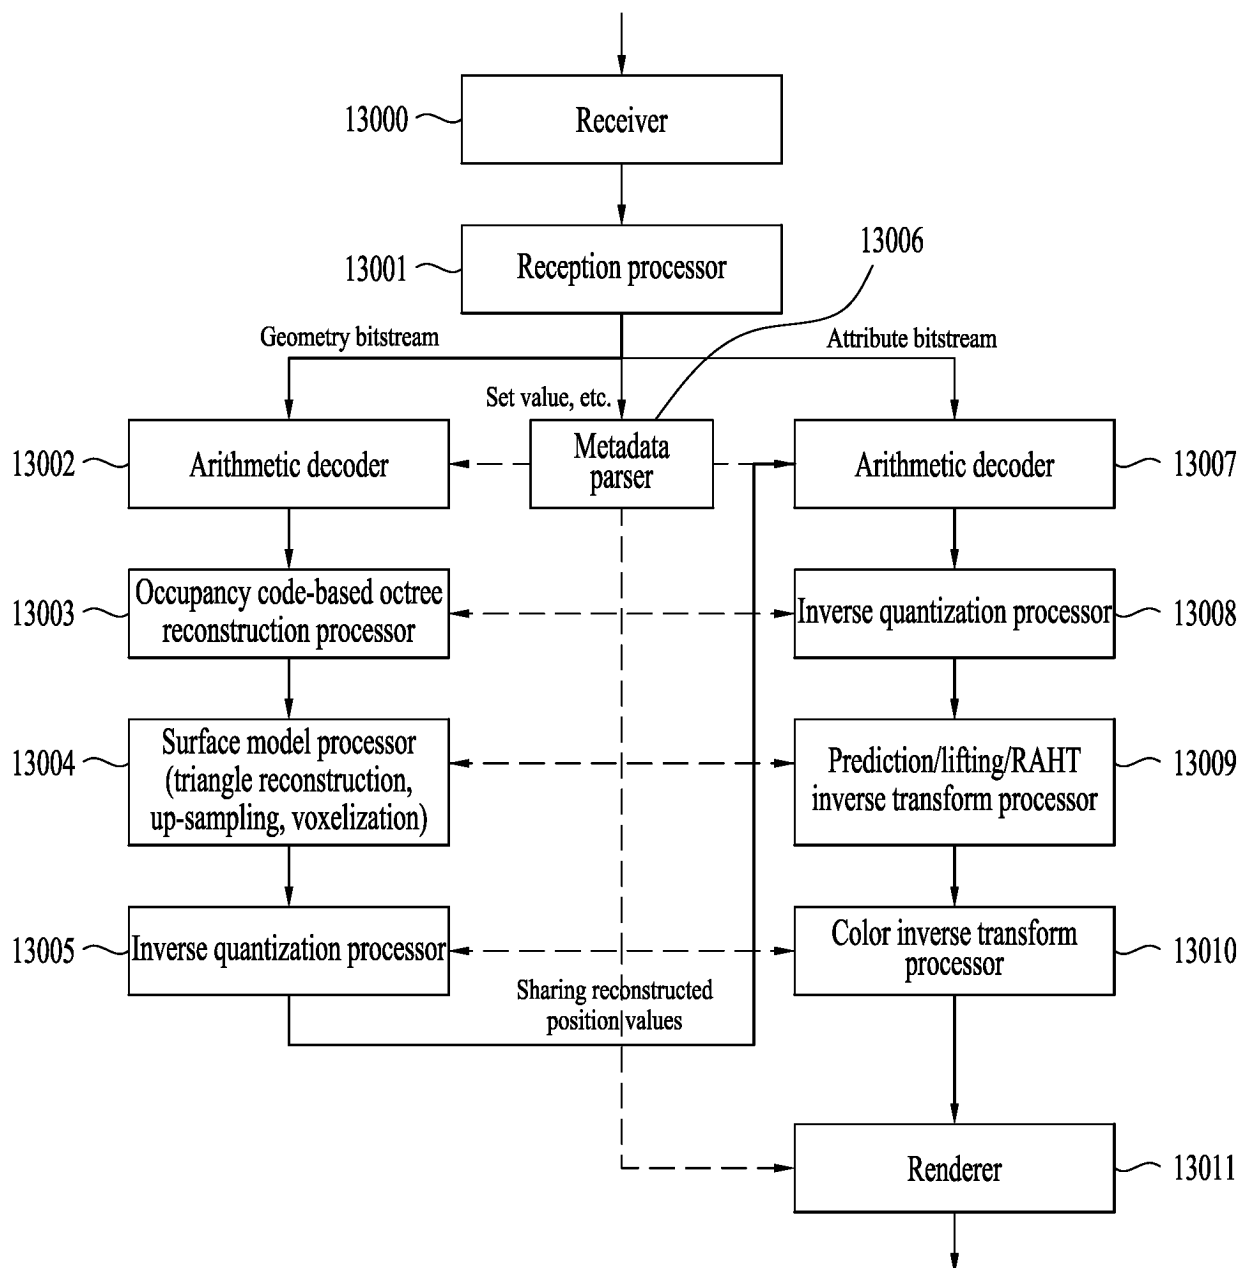 13000
Receiver
13001
Reception processor
13006
Geometry bitstream
Attribute bitstream
Set value, etc.
13002
Arithmetic decoder
Metadata
parser
Arithmetic decoder
13007
13003
Occupancy code-based octree
reconstruction processor
Inverse quantization processor
13008
13004
Surface model processor
(triangle reconstruction,
up-sampling, voxelization)
Prediction/lifting/RAHT
inverse transform processor
13009
13005
Inverse quantization processor
Color inverse transform
processor
13010
Sharing reconstructed
position values
Renderer
13011